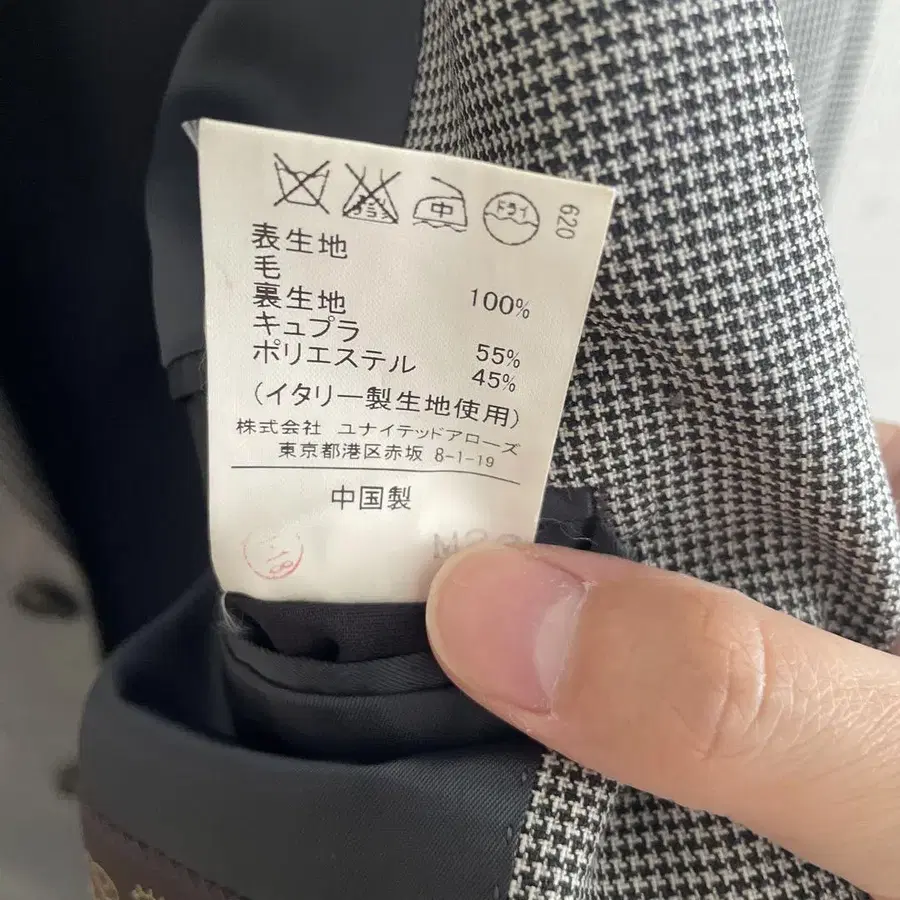 中
ドライ
620
表生地
毛 100%
裏生地
キュプラ 55%
ポリエステル 45%
(イタリー製生地使用)
株式会社 ユナイテッドアローズ
東京都港区赤坂 8-1-19
中国製